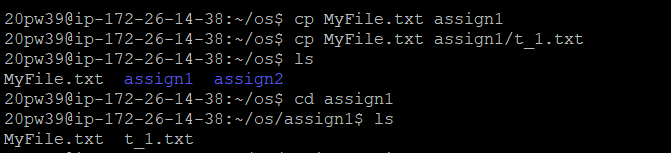 20pw39@ip-172-26-14-38:~/os$ cp MyFile.txt assign1
20pw39@ip-172-26-14-38:~/os$ cp MyFile.txt assign1/t_1.txt
20pw39@ip-172-26-14-38:~/os$ ls
MyFile.txt  assign1  assign2
20pw39@ip-172-26-14-38:~/os$ cd assign1
20pw39@ip-172-26-14-38:~/os/assign1$ ls
MyFile.txt  t_1.txt